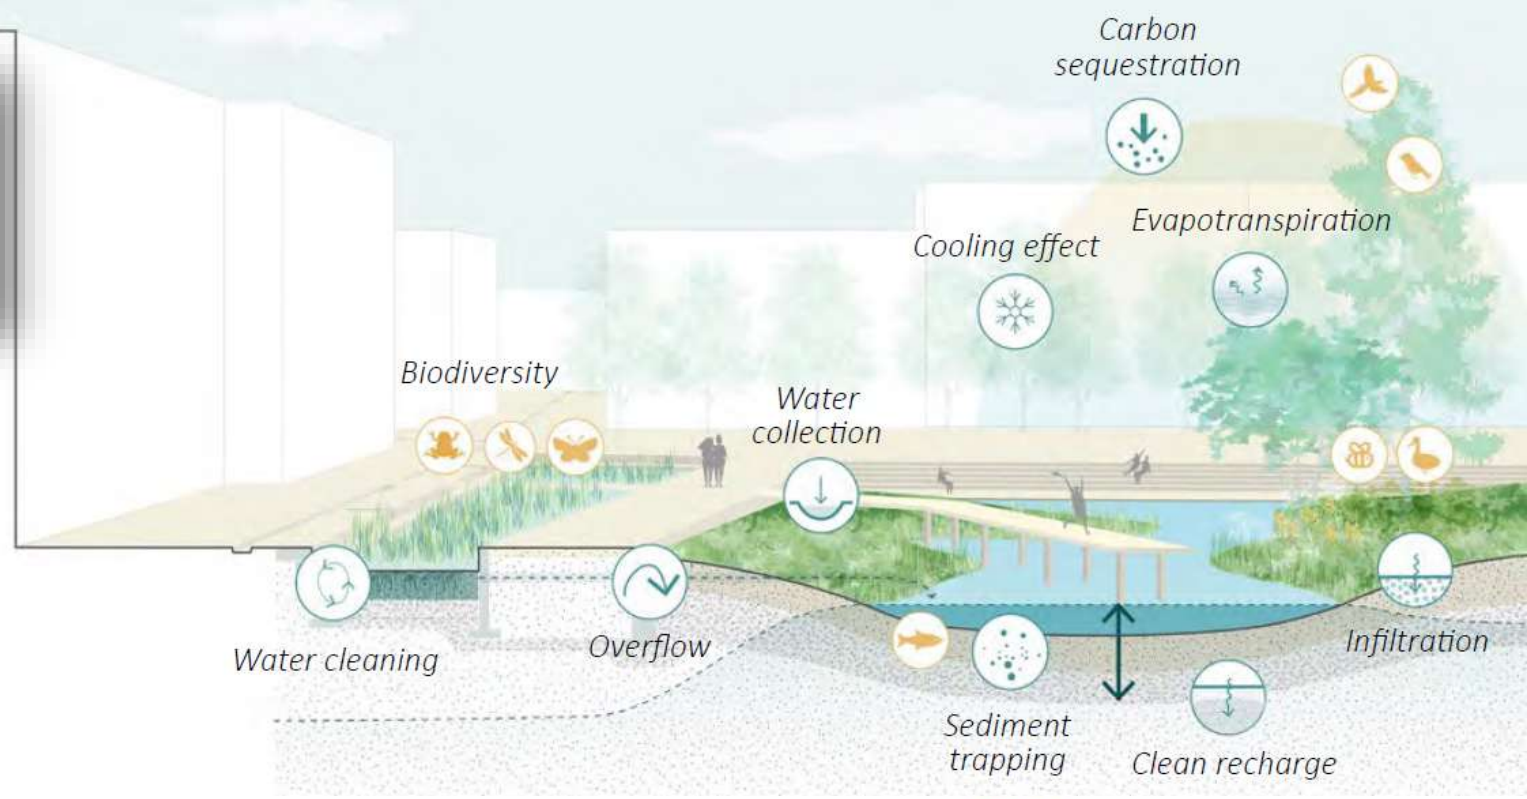 Carbon
sequestration
Evapotranspiration
Cooling effect
Biodiversity
Water
collection
Water cleaning
Overflow
Infiltration
Sediment
trapping
Clean recharge